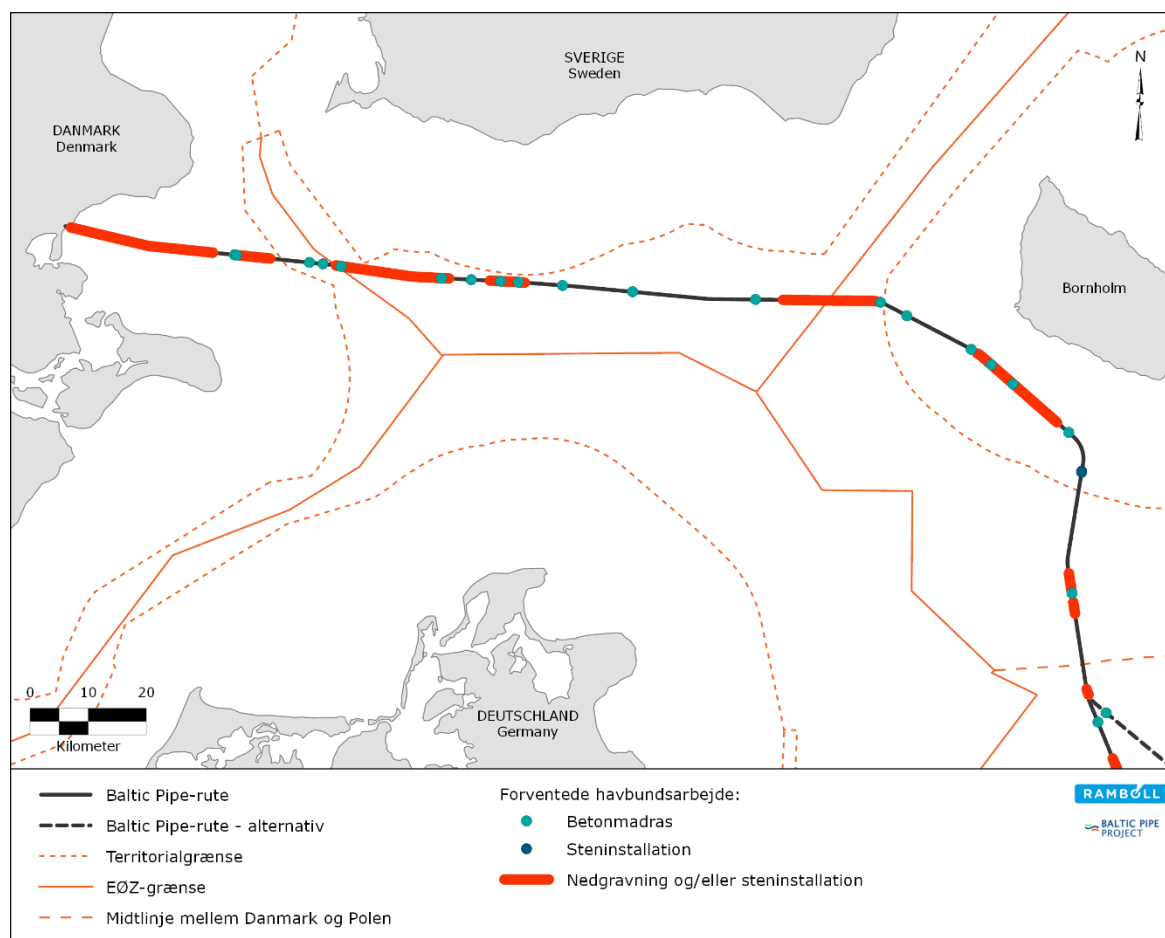 SVERIGE
Sweden
N
DANMARK
Denmark
Bornholm
0 10 20
Kilometer
DEUTSCHLAND
Germany
Baltic Pipe-rute
Baltic Pipe-rute - alternativ
Territorialgrænse
EØZ-grænse
Midtlinje mellem Danmark og Polen
Forventede havbundsarbejde:
Betonmadras
Steninstallation
Nedgravning og/eller steninstallation
RAMBOLL
BALTIC PIPE
PROJECT